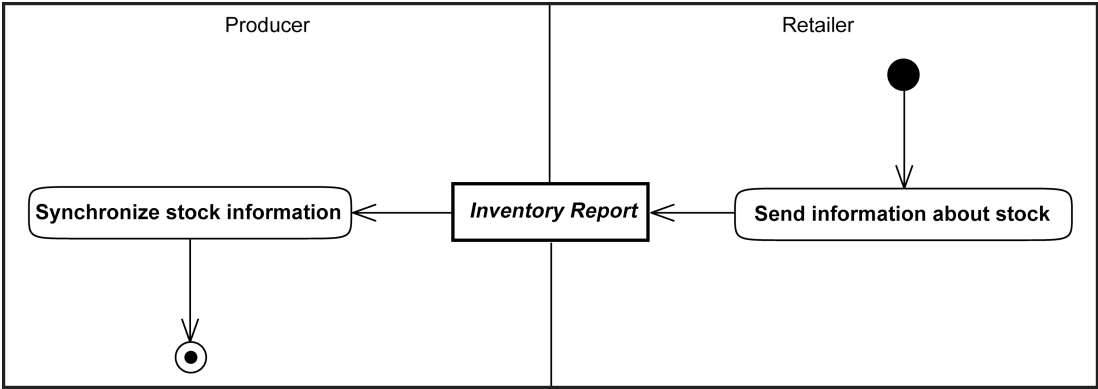 Producer
Retailer
Synchronize stock information
Inventory Report
Send information about stock